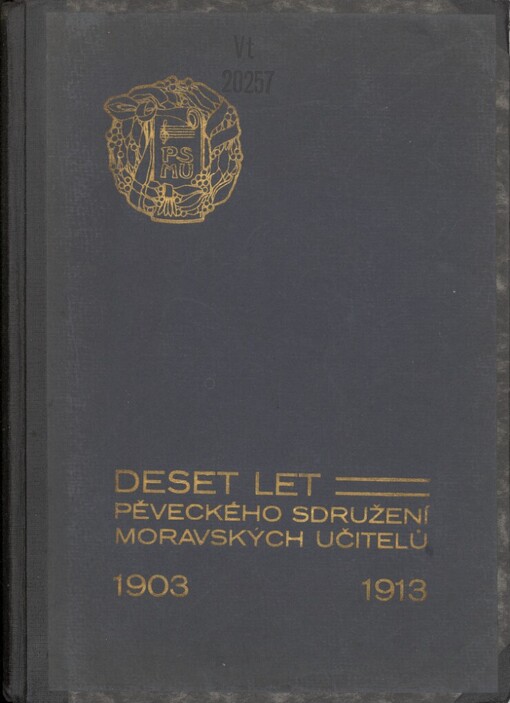 Vt
20257
PS
MU
DESET LET
PĚVECKÉHO SDRUŽENÍ
MORAVSKÝCH UČITELŮ
1903 1913